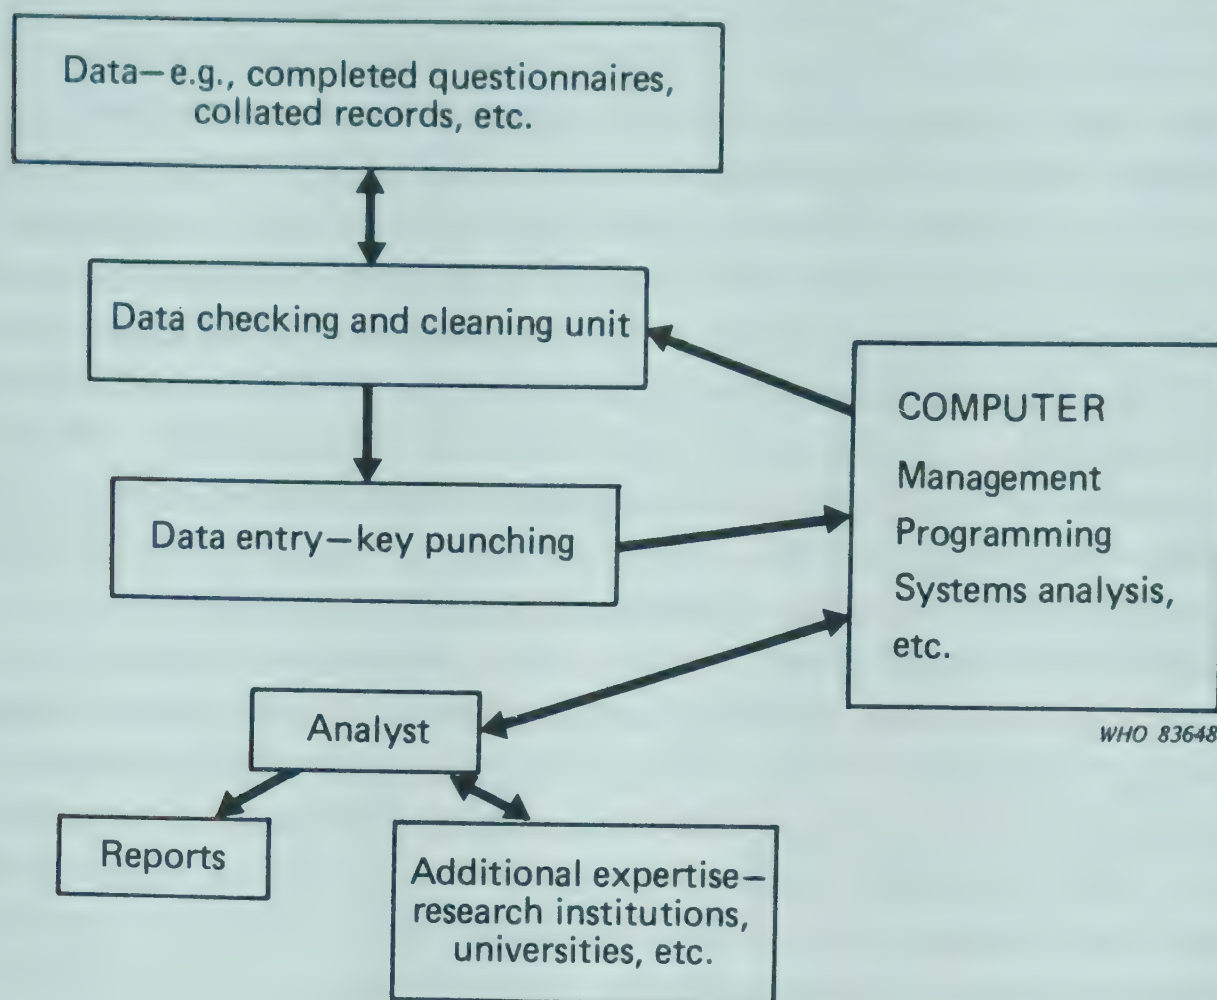 Data—e.g., completed questionnaires,
collated records, etc.
Data checking and cleaning unit
Data entry—key punching
COMPUTER
Management
Programming
Systems analysis,
etc.
WHO 83648
Analyst
Reports
Additional expertise—
research institutions,
universities, etc.